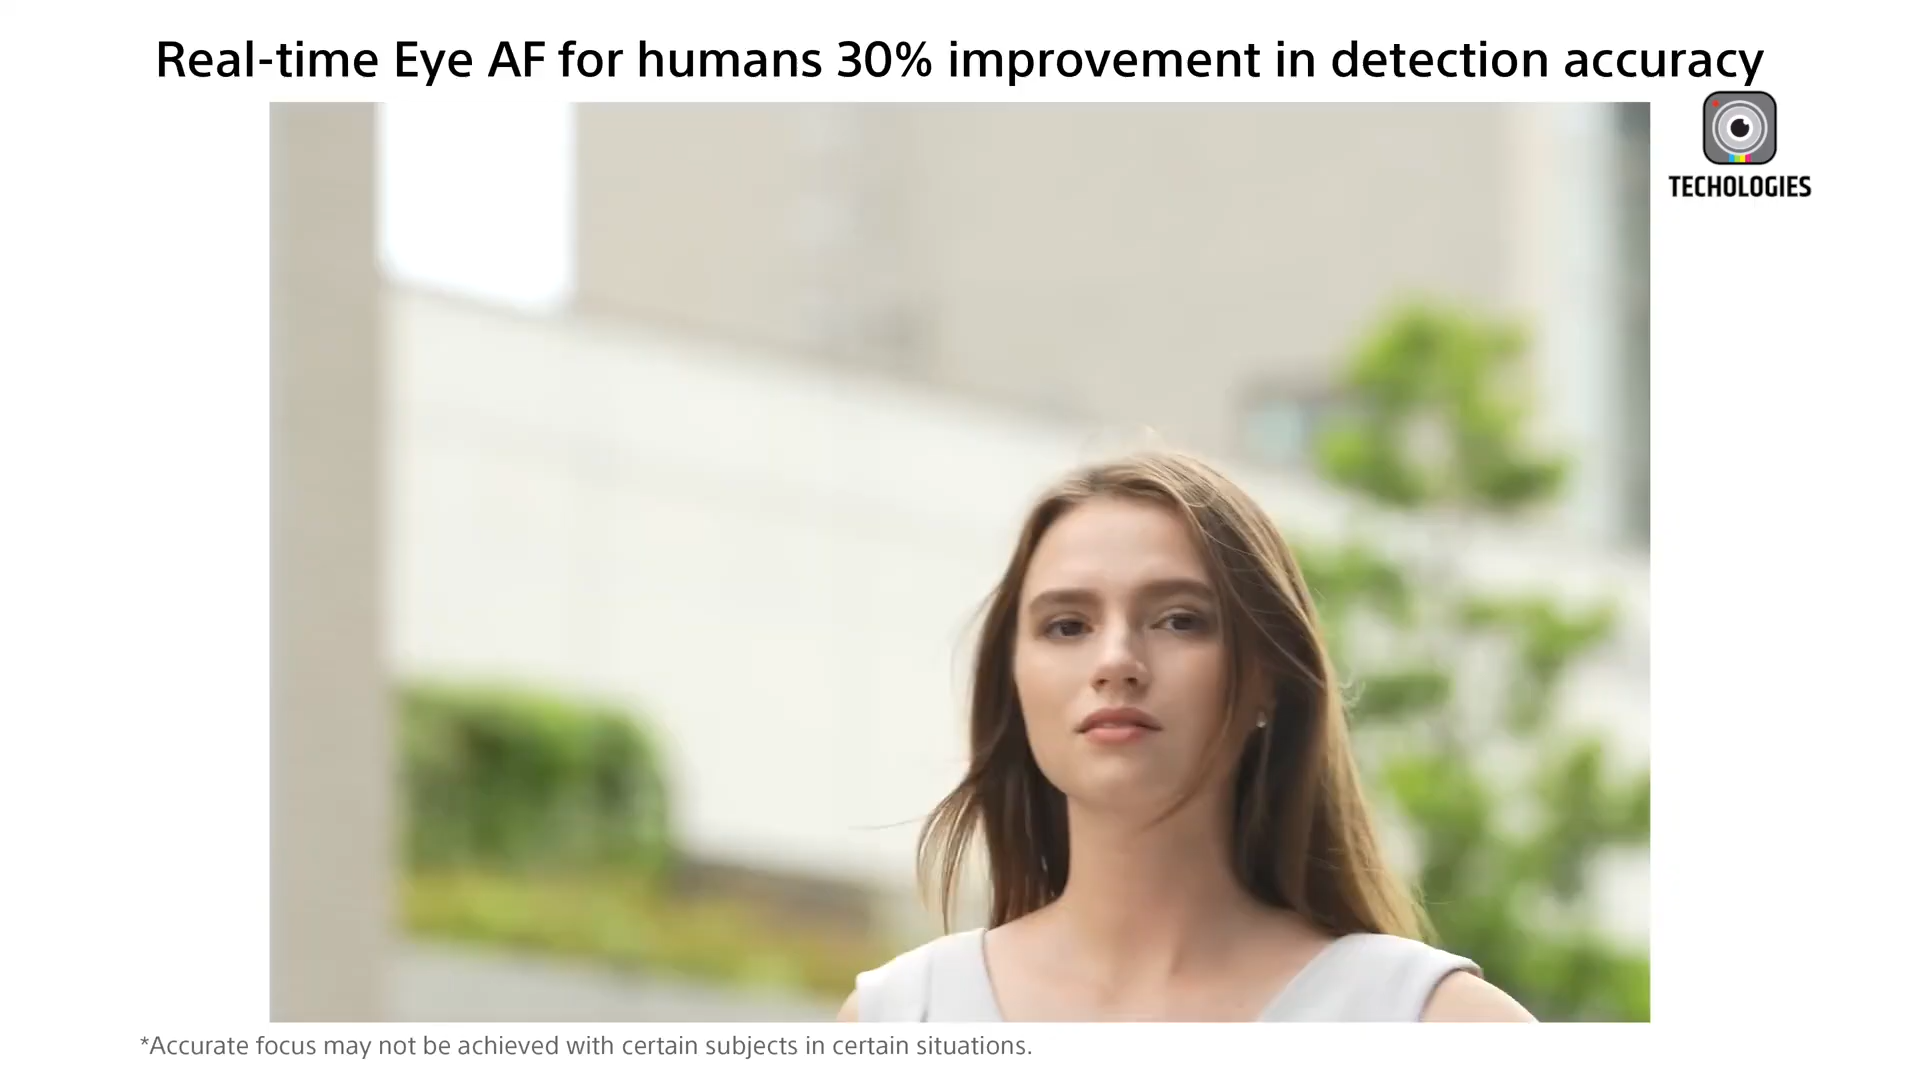 Real-time Eye AF for humans 30% improvement in detection accuracy
TECHOLOGIES
*Accurate focus may not be achieved with certain subjects in certain situations.